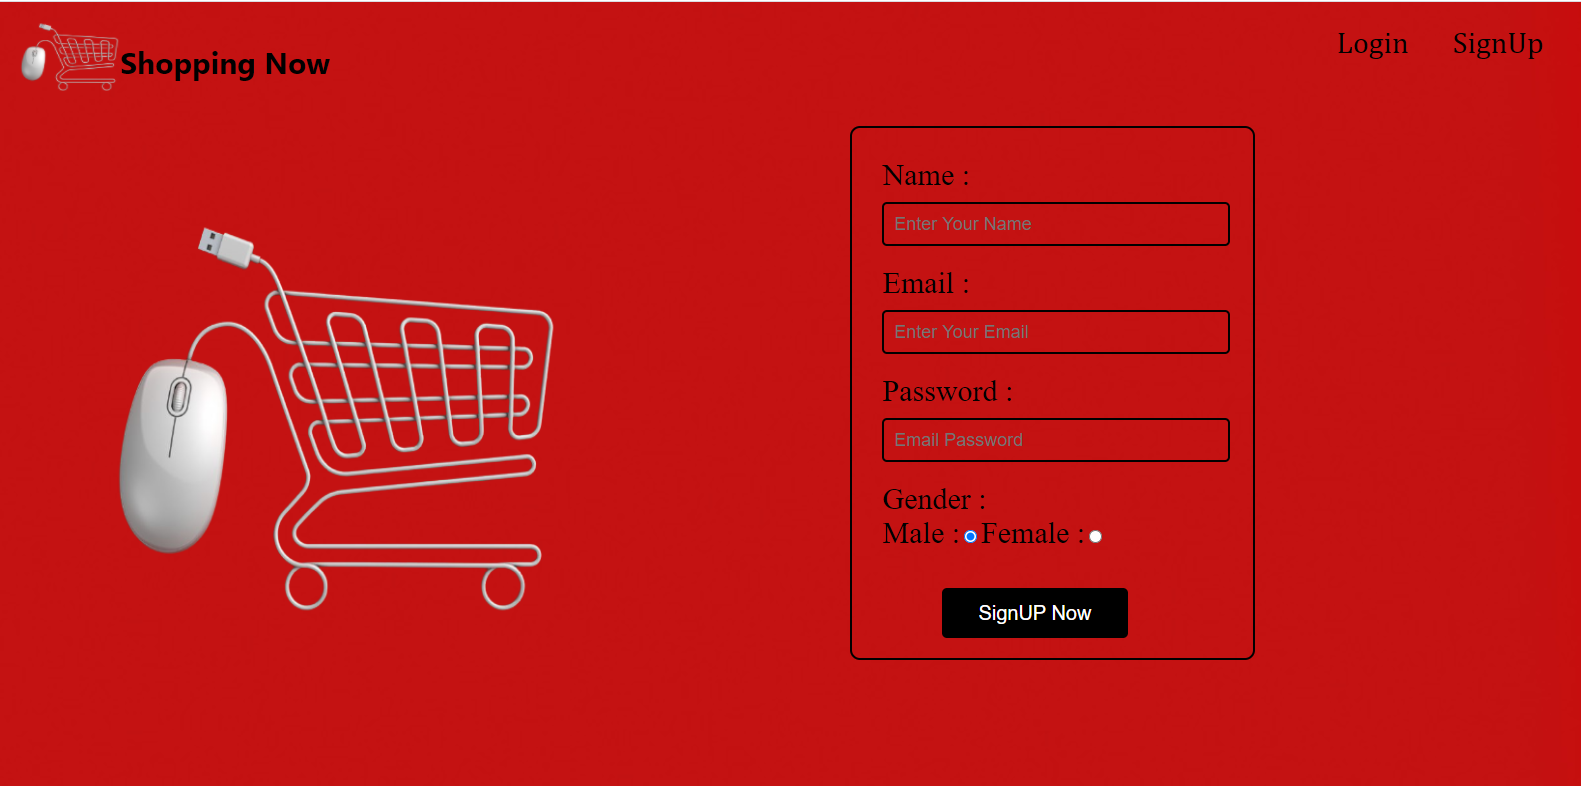 Shopping Now
Login SignUp
Name :
Enter Your Name
Email :
Enter Your Email
Password :
Email Password
Gender :
Male : Female :
SignUP Now